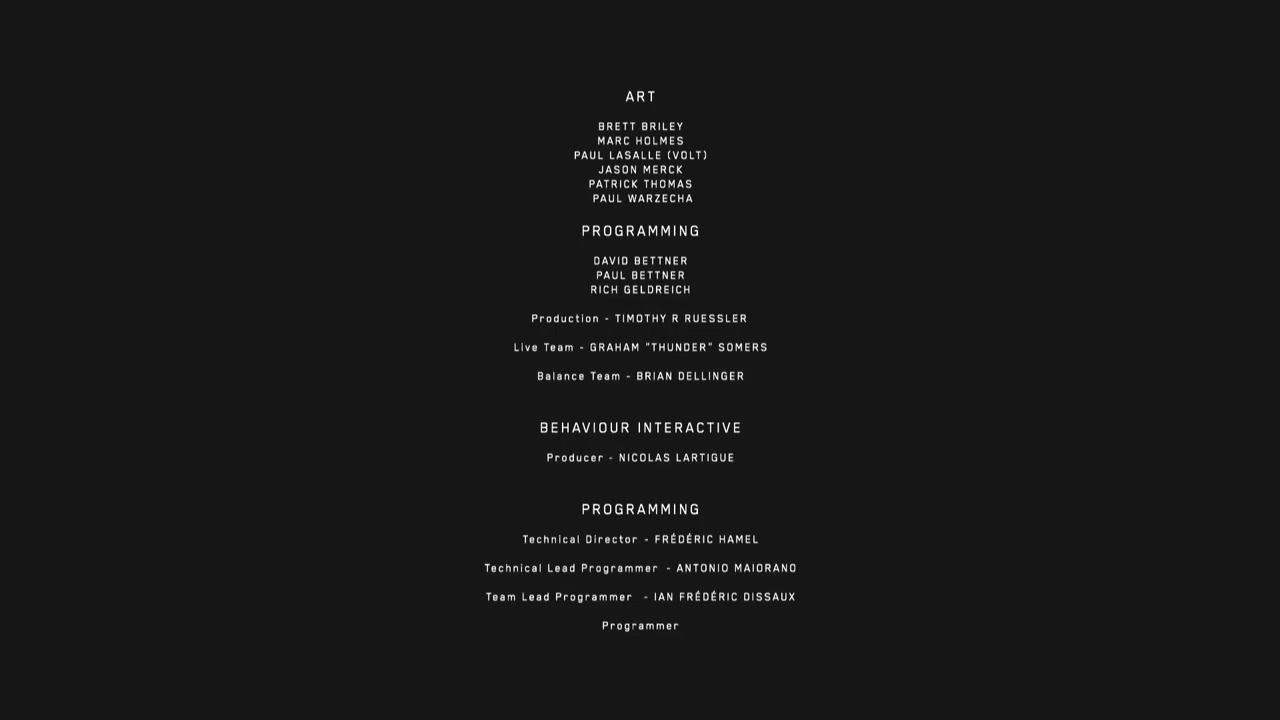 ART
BRETT BRILEY
MARC HOLMES
PAUL LASALLE (VOLT)
JASON MERCK
PATRICK THOMAS
PAUL WARZECHA
PROGRAMMING
DAVID BETTNER
PAUL BETTNER
RICH GELDREICH
Production - TIMOTHY R RUESSLER
Live Team - GRAHAM "THUNDER" SOMERS
Balance Team - BRIAN DELLINGER
BEHAVIOUR INTERACTIVE
Producer - NICOLAS LARTIGUE
PROGRAMMING
Technical Director - FRÉDÉRIC HAMEL
Technical Lead Programmer - ANTONIO MAIORANO
Team Lead Programmer - IAN FRÉDÉRIC DISSAUX
Programmer